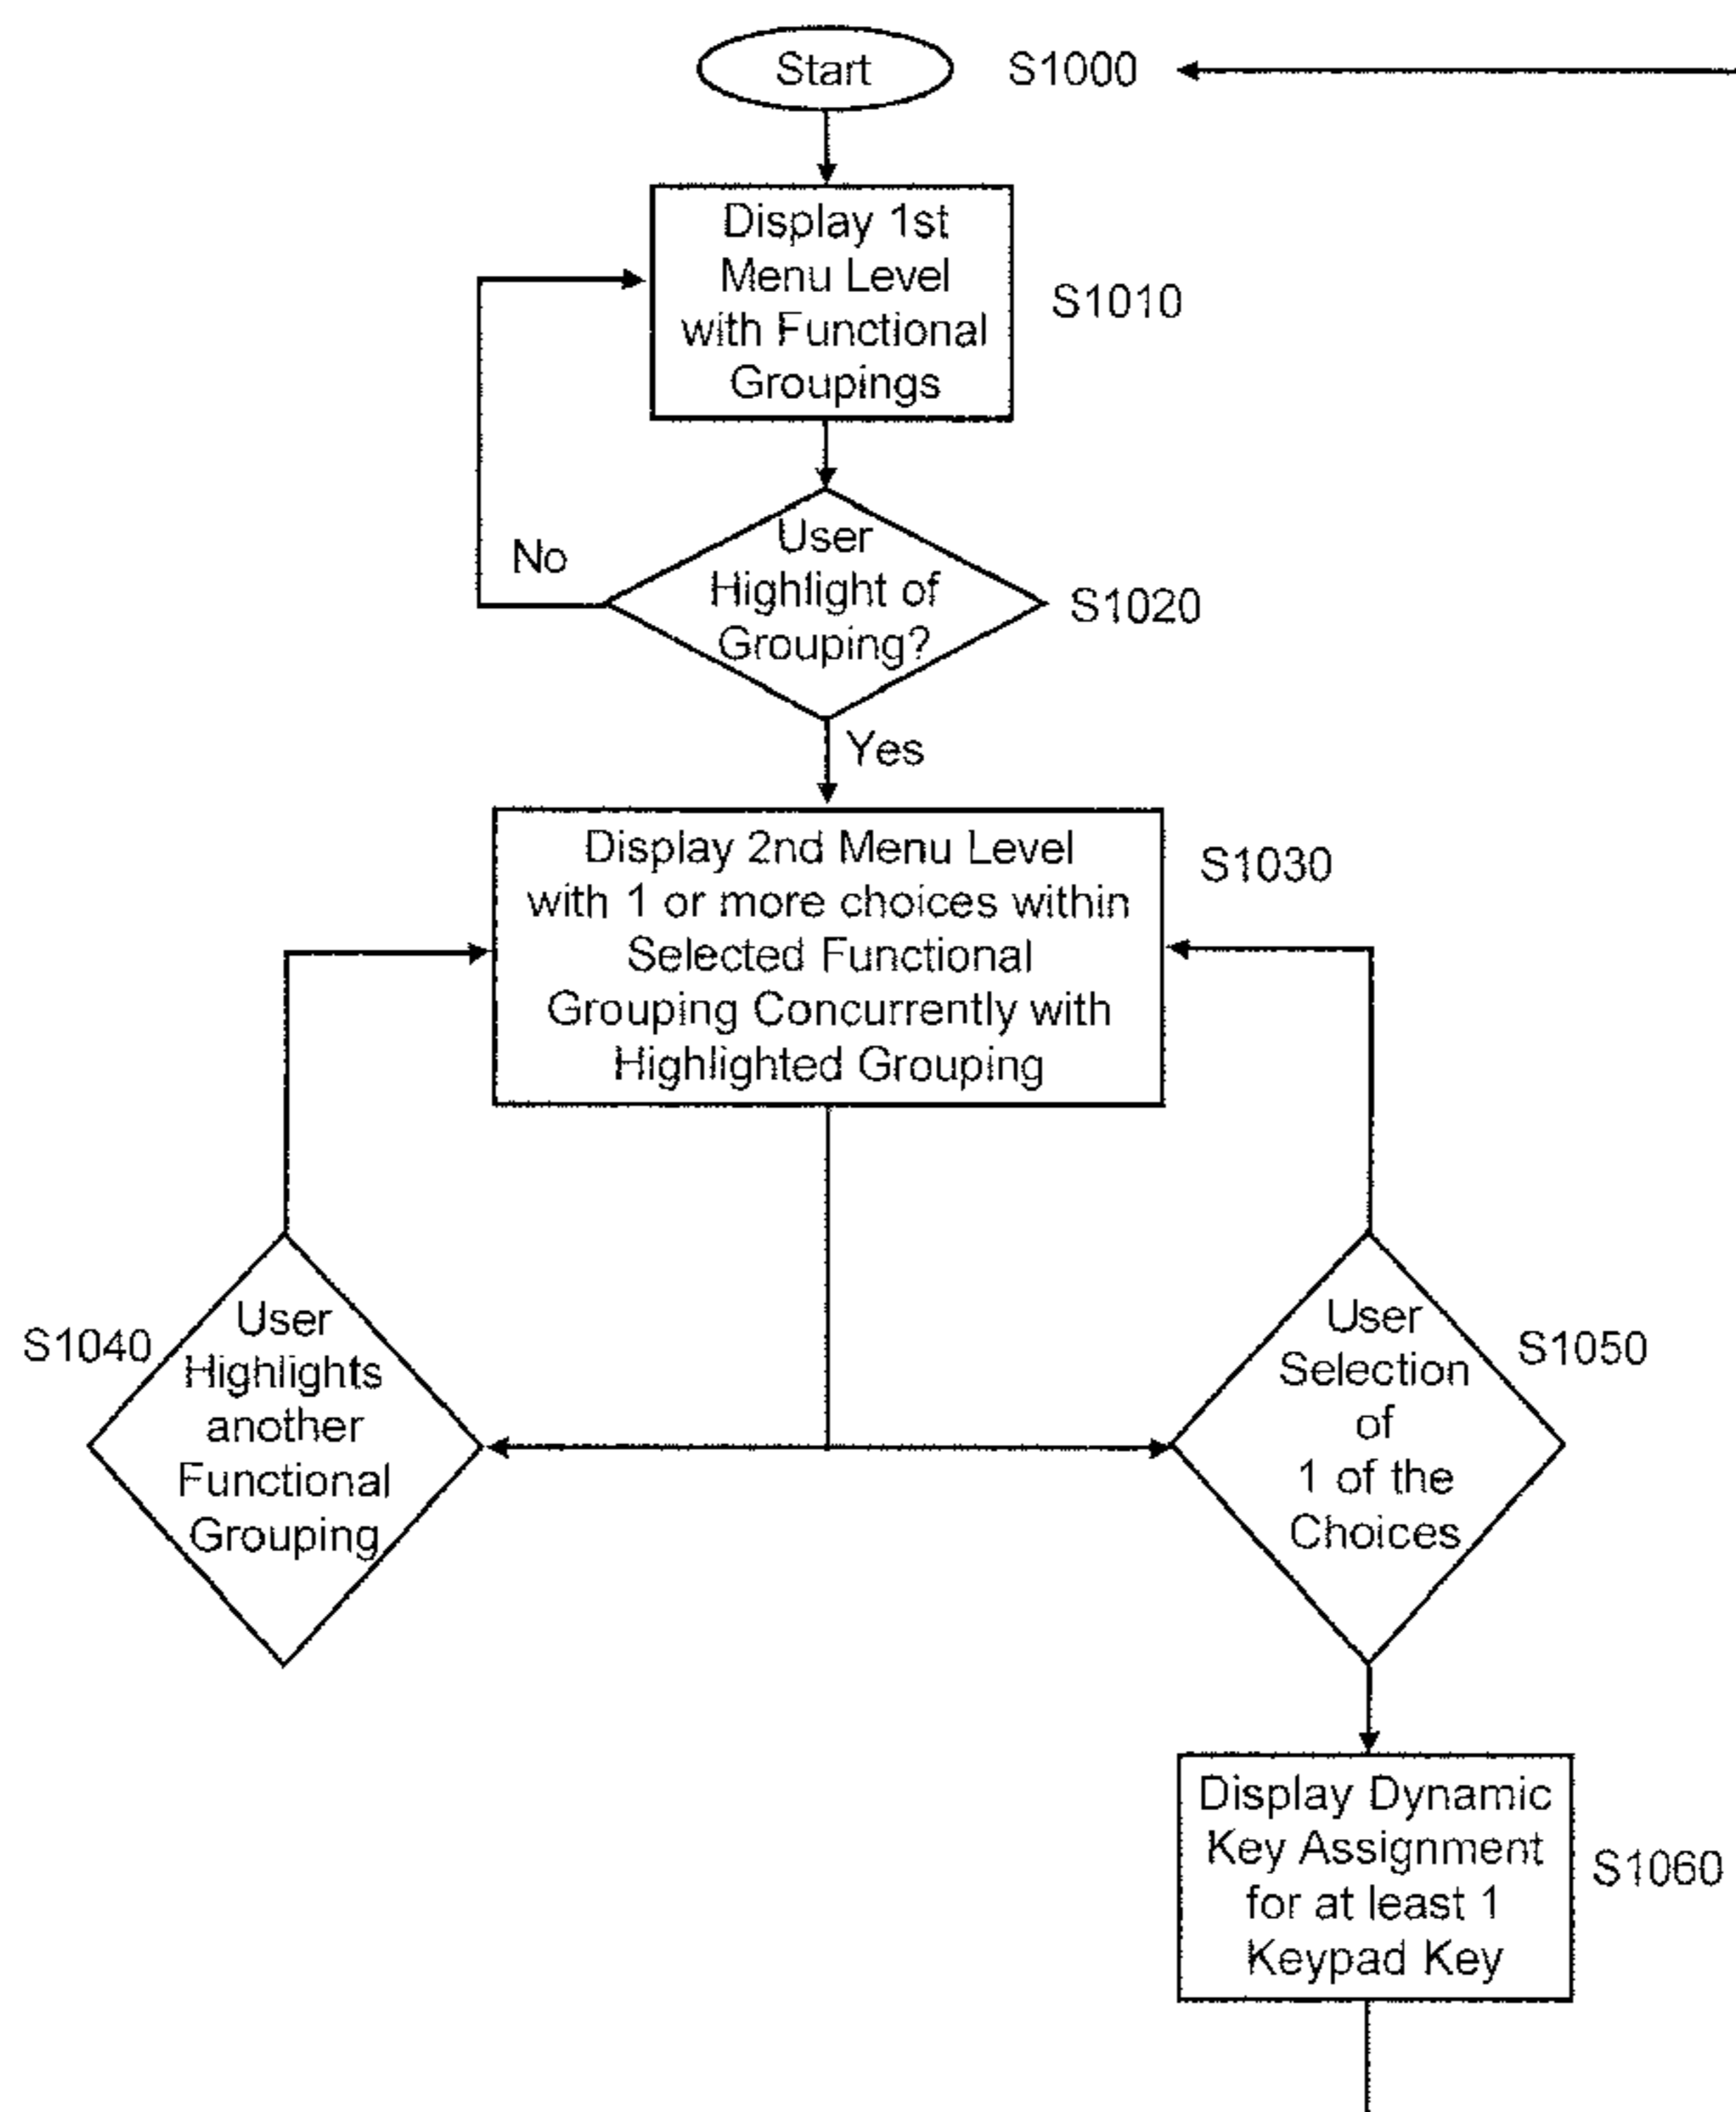 Start
S1000
Display 1st
Menu Level
with Functional
Groupings
S1010
No
User
Highlight of
Grouping?
S1020
Yes
Display 2nd Menu Level
with 1 or more choices within
Selected Functional
Grouping Concurrently with
Highlighted Grouping
S1030
S1040
User
Highlights
another
Functional
Grouping
User
Selection
of
1 of the
Choices
S1050
Display Dynamic
Key Assignment
for at least 1
Keypad Key
S1060